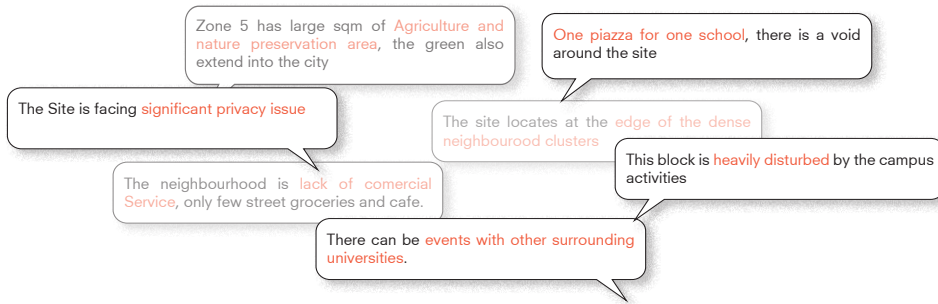 Zone 5 has large sqm of Agriculture and
nature preservation area, the green also
extend into the city
One piazza for one school, there is a void
around the site
The Site is facing significant privacy issue
The site locates at the edge of the dense
neighbourood clusters
This block is heavily disturbed by the campus
activities
The neighbourhood is lack of comercial
Service, only few street groceries and cafe.
There can be events with other surrounding
universities.